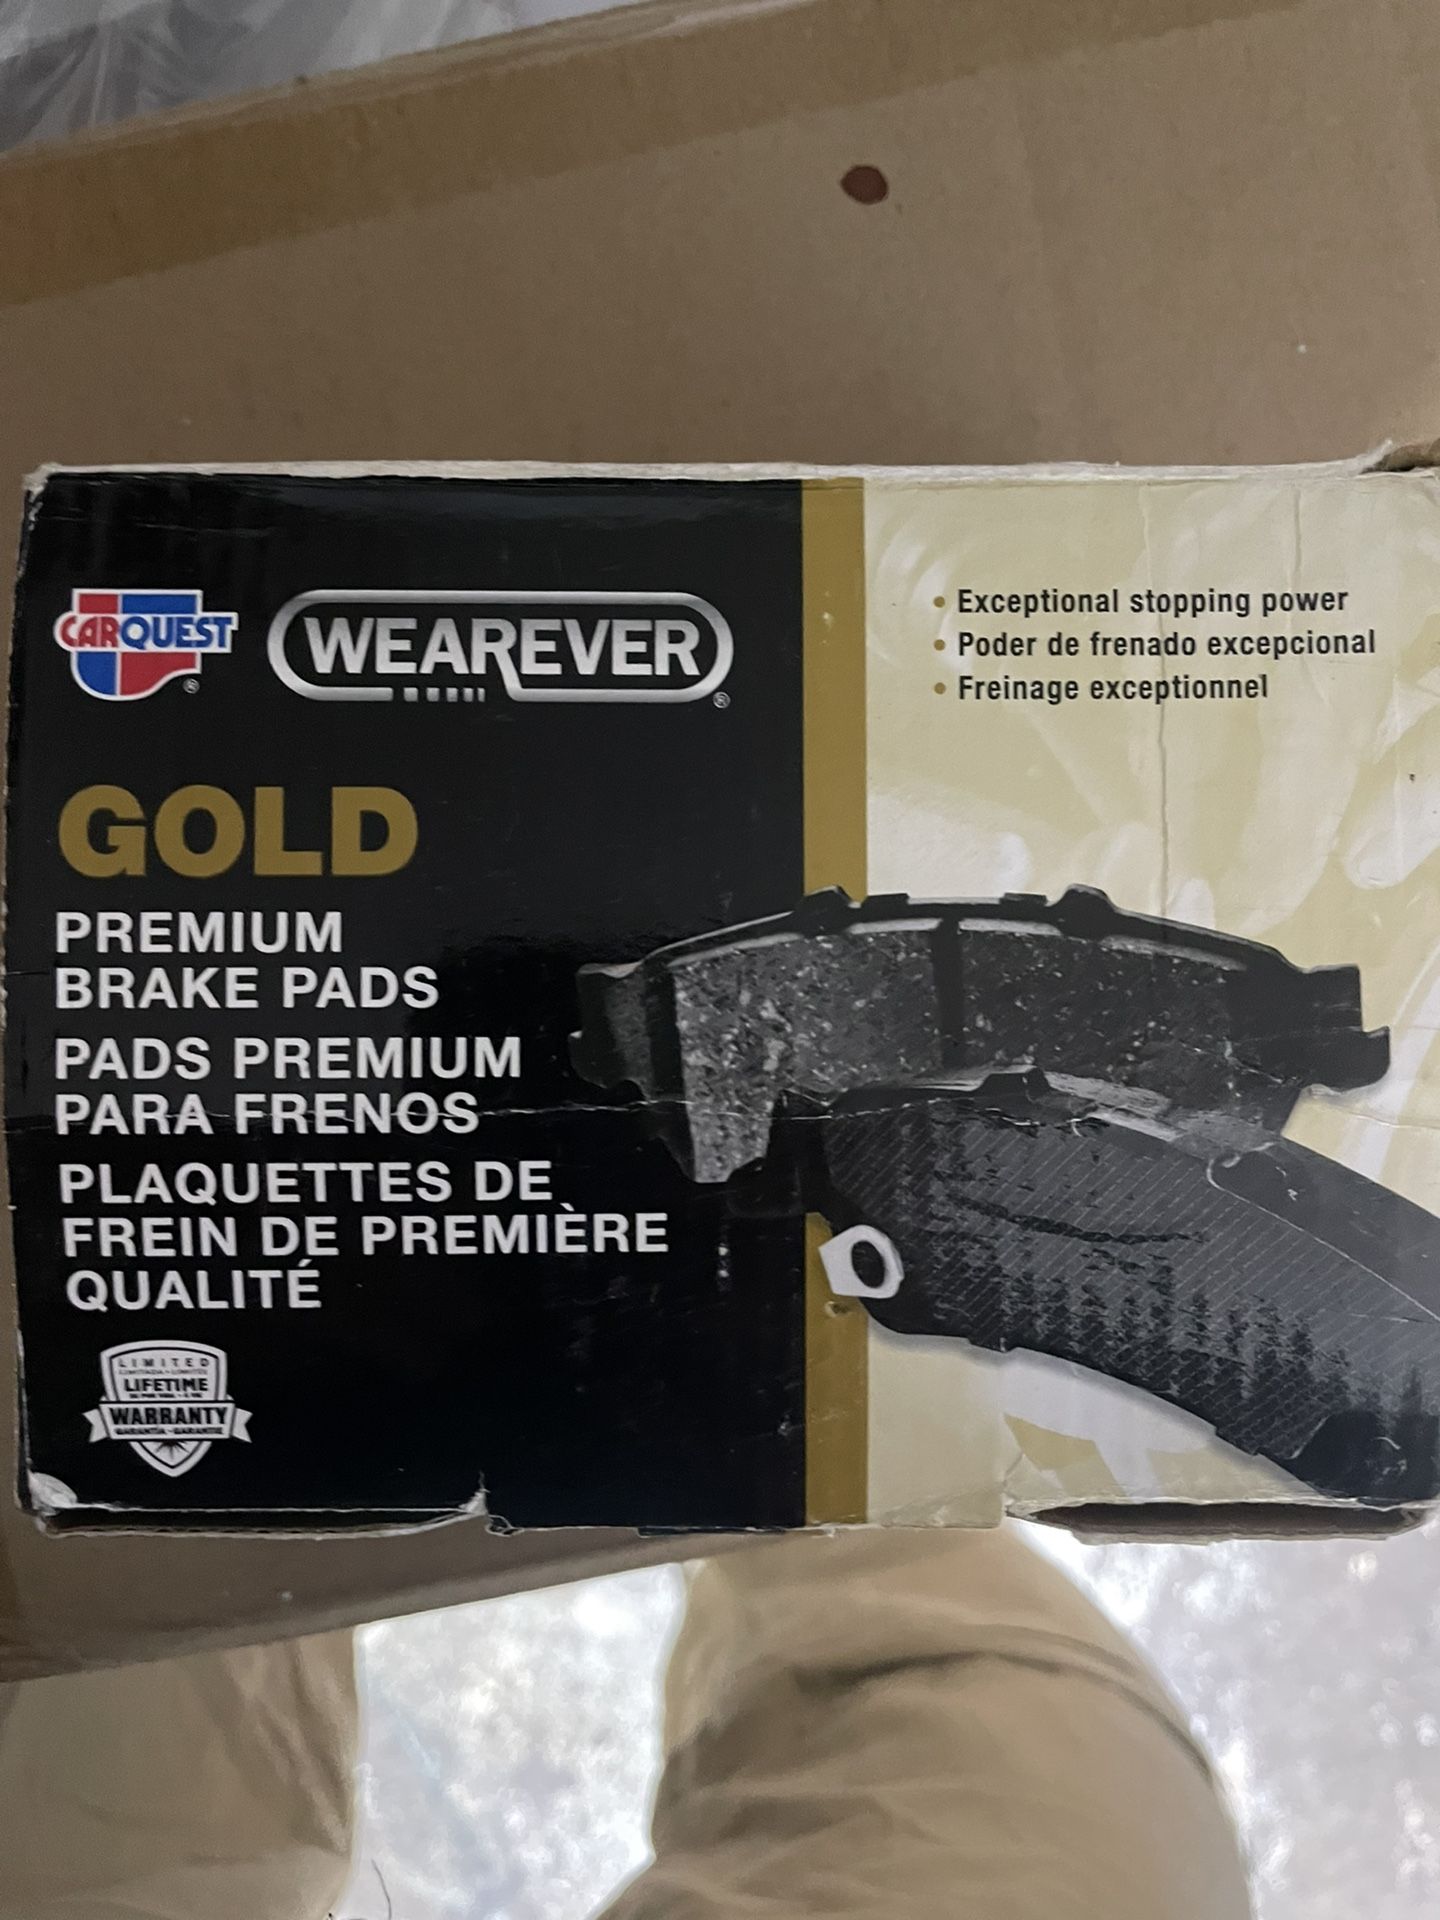 CARQUEST®
WEAREVER®
GOLD
PREMIUM
BRAKE PADS
PADS PREMIUM
PARA FRENOS
PLAQUETTES DE
FREIN DE PREMIÈRE
QUALITÉ
LIMITED
LIFETIME
WARRANTY
• Exceptional stopping power
• Poder de frenado excepcional
• Freinage exceptionnel